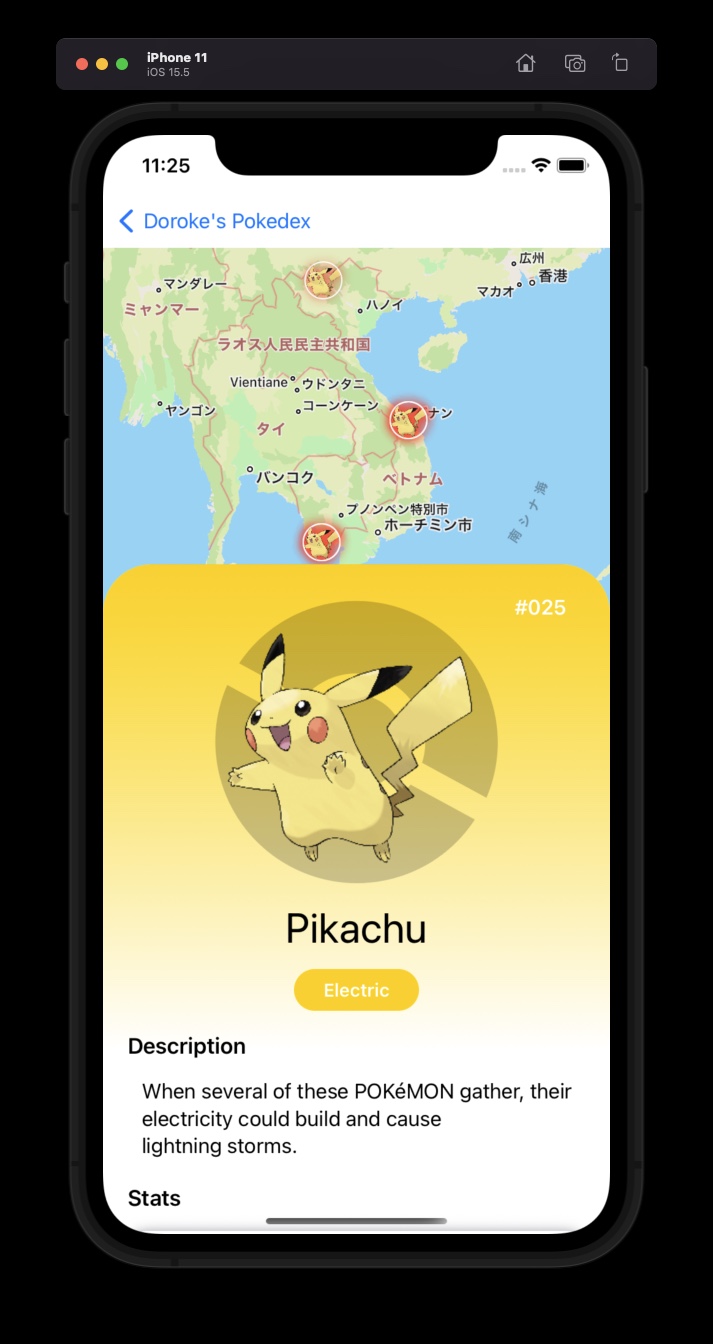 iPhone 11
iOS 15.5
11:25
Doroke's Pokedex
広州
香港
マカオ
マンダレー
ミャンマー
ハノイ
ラオス人民民主共和国
Vientiane
ウドンタニ
ヤンゴン
コーンケーン
ナン
タイ
バンコク
ベトナム
プノンペン特別市
ホーチミン市
南シナ海
#025
Pikachu
Electric
Description
When several of these POKéMON gather, their
electricity could build and cause
lightning storms.
Stats